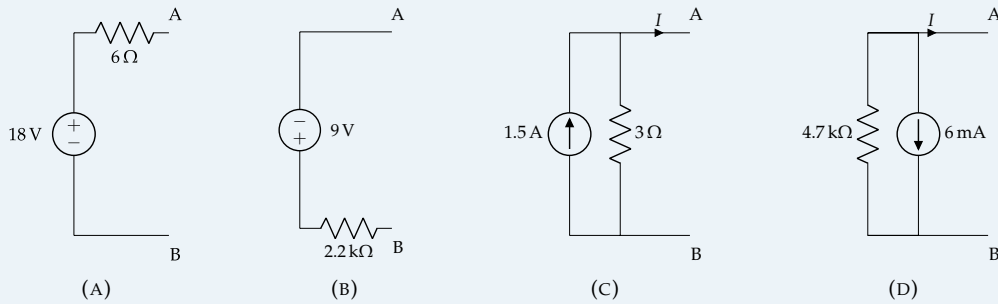 A
6 Ω
18 V
+
−
B
(A)
A
−
+
9 V
2.2 kΩ
B
(B)
I
A
1.5 A
3 Ω
B
(C)
I
A
4.7 kΩ
6 mA
B
(D)